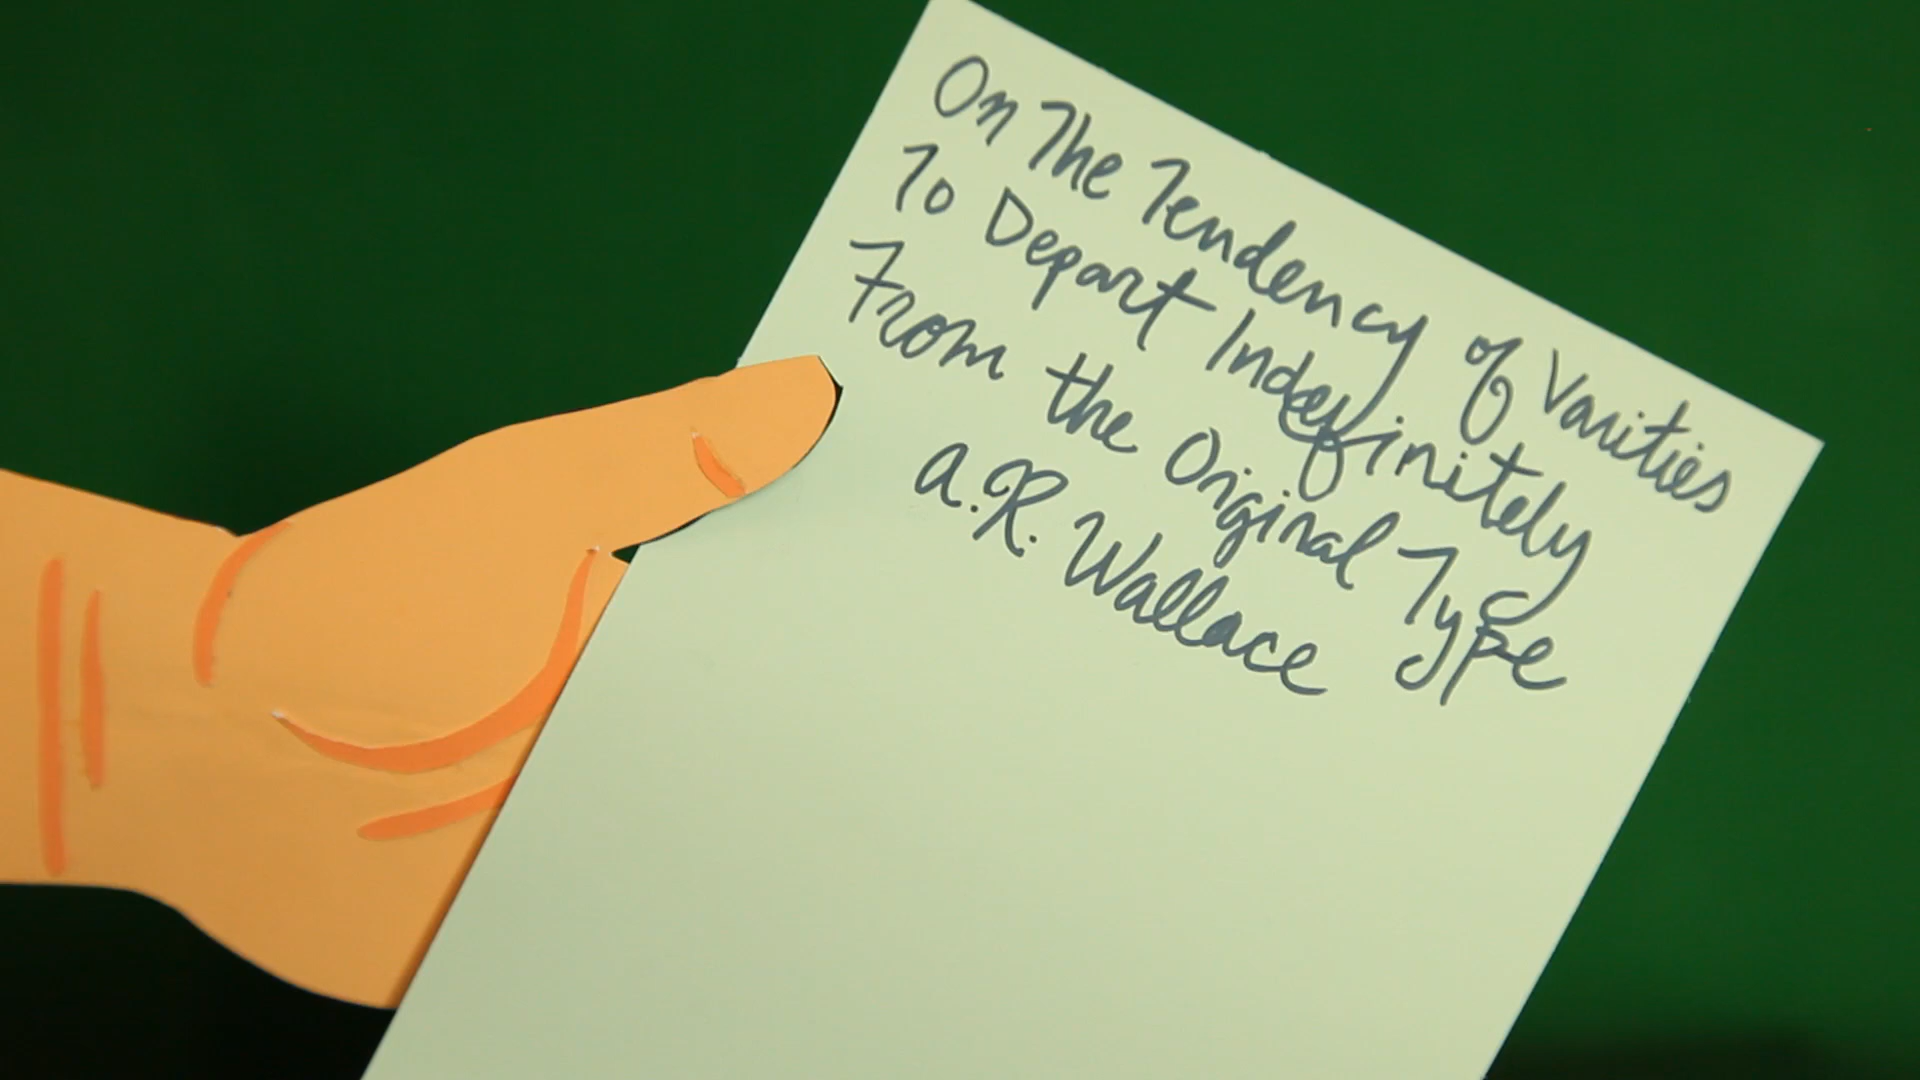 On The Tendency of Varities
To Depart Indefinitely
From the Original Type
A.R. Wallace